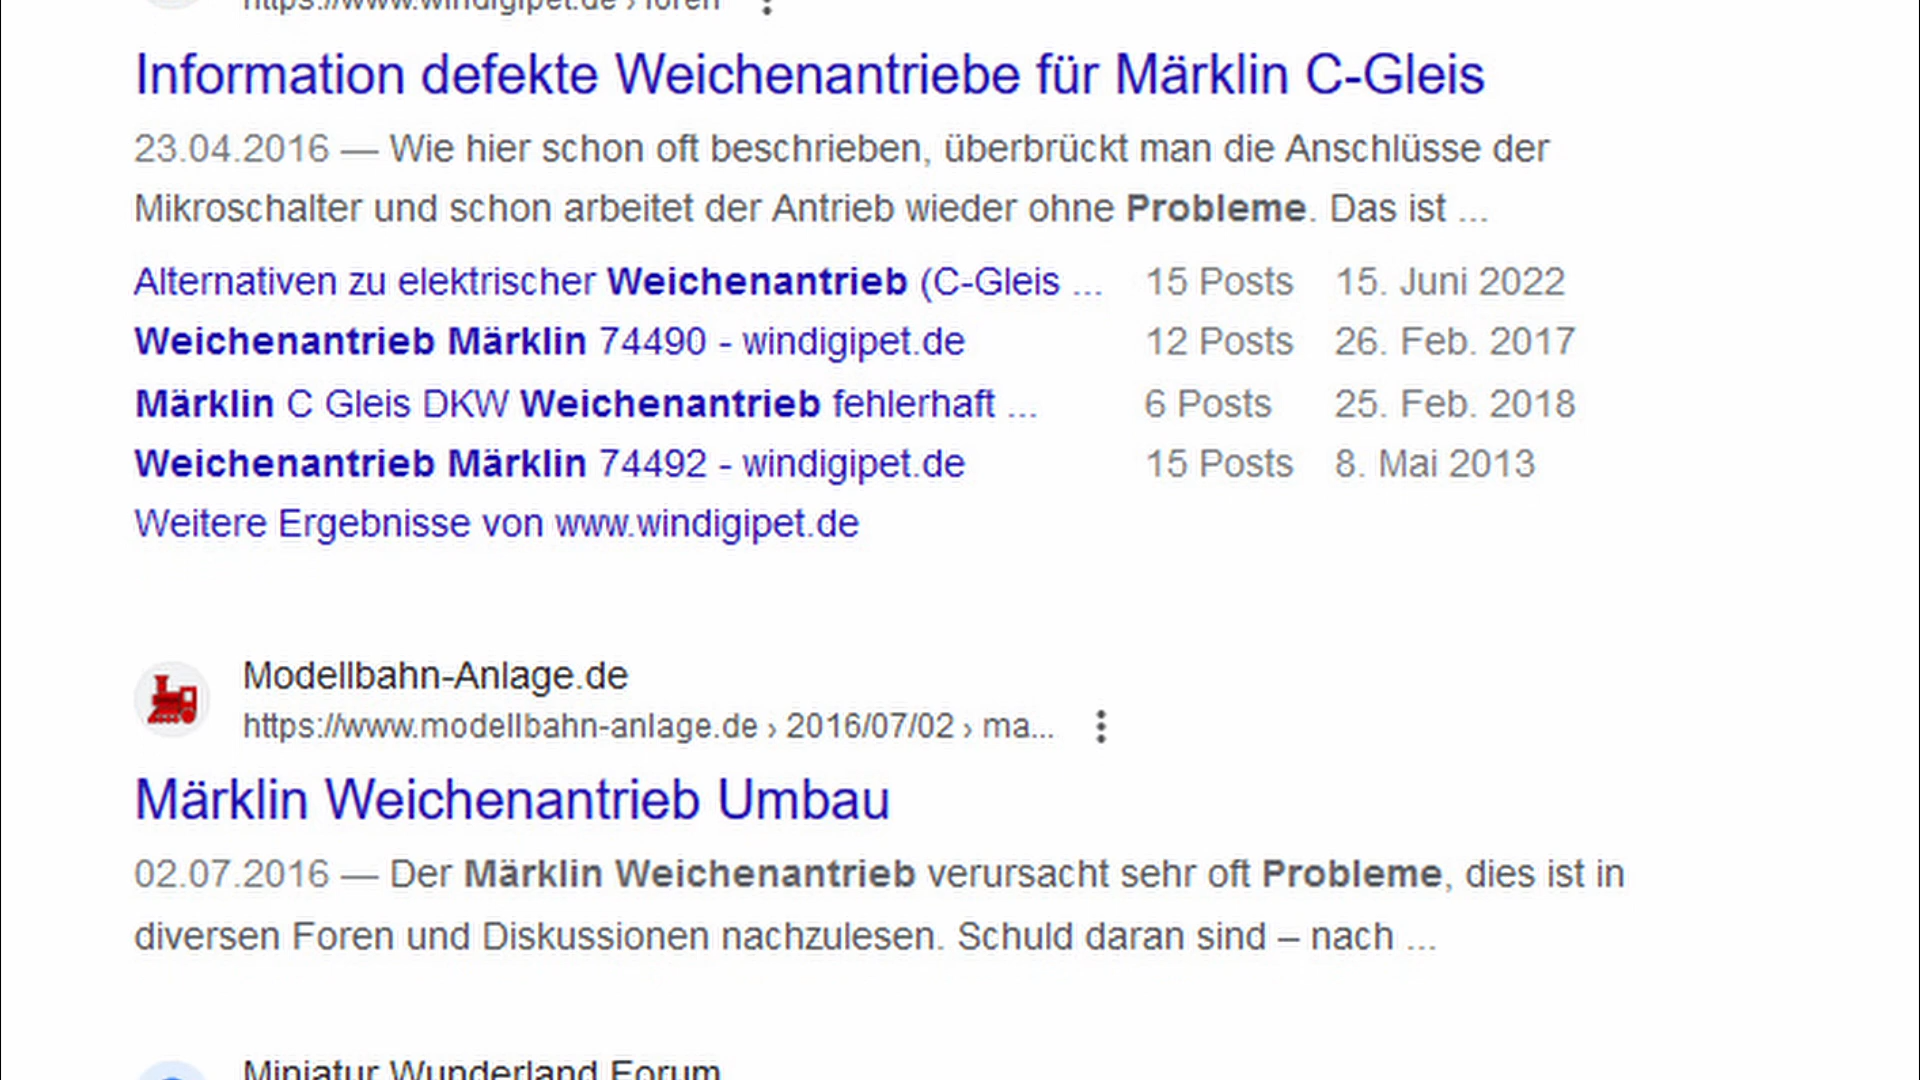 https://www.windigipet.de › foren
Information defekte Weichenantriebe für Märklin C-Gleis
23.04.2016 — Wie hier schon oft beschrieben, überbrückt man die Anschlüsse der
Mikroschalter und schon arbeitet der Antrieb wieder ohne Probleme. Das ist ...
Alternativen zu elektrischer Weichenantrieb (C-Gleis ... 15 Posts 15. Juni 2022
Weichenantrieb Märklin 74490 - windigipet.de 12 Posts 26. Feb. 2017
Märklin C Gleis DKW Weichenantrieb fehlerhaft ... 6 Posts 25. Feb. 2018
Weichenantrieb Märklin 74492 - windigipet.de 15 Posts 8. Mai 2013
Weitere Ergebnisse von www.windigipet.de
Modellbahn-Anlage.de
https://www.modellbahn-anlage.de › 2016/07/02 › ma...
Märklin Weichenantrieb Umbau
02.07.2016 — Der Märklin Weichenantrieb verursacht sehr oft Probleme, dies ist in
diversen Foren und Diskussionen nachzulesen. Schuld daran sind – nach ...
Miniatur Wunderland Forum